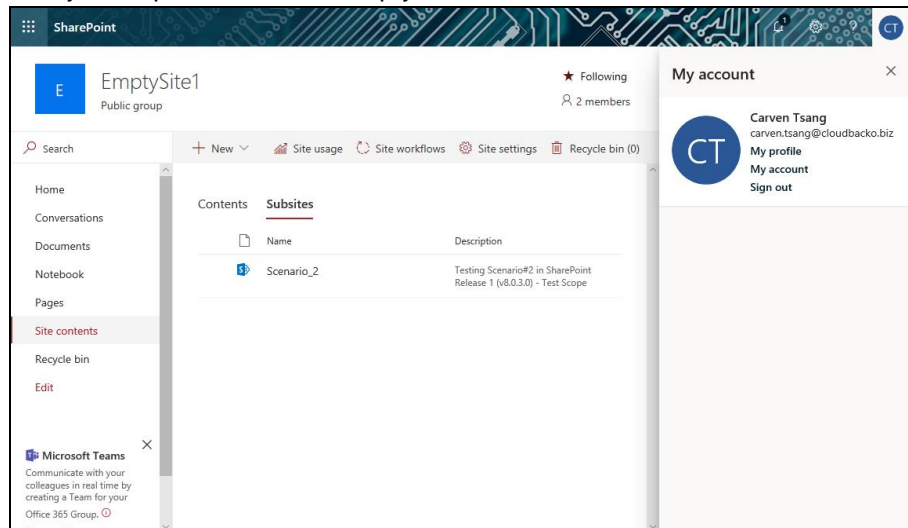 SharePoint
1
CT
E
EmptySite1
Public group
Following
2 members
My account
CT
Carven Tsang
carven.tsang@cloudbacko.biz
My profile
My account
Sign out
Search
New
Site usage
Site workflows
Site settings
Recycle bin (0)
Home
Conversations
Documents
Notebook
Pages
Site contents
Recycle bin
Edit
Contents
Subsites
Name
Description
Scenario_2
Testing Scenario#2 in SharePoint
Release 1 (v8.0.3.0) - Test Scope
Microsoft Teams
Communicate with your
colleagues in real time by
creating a Team for your
Office 365 Group.